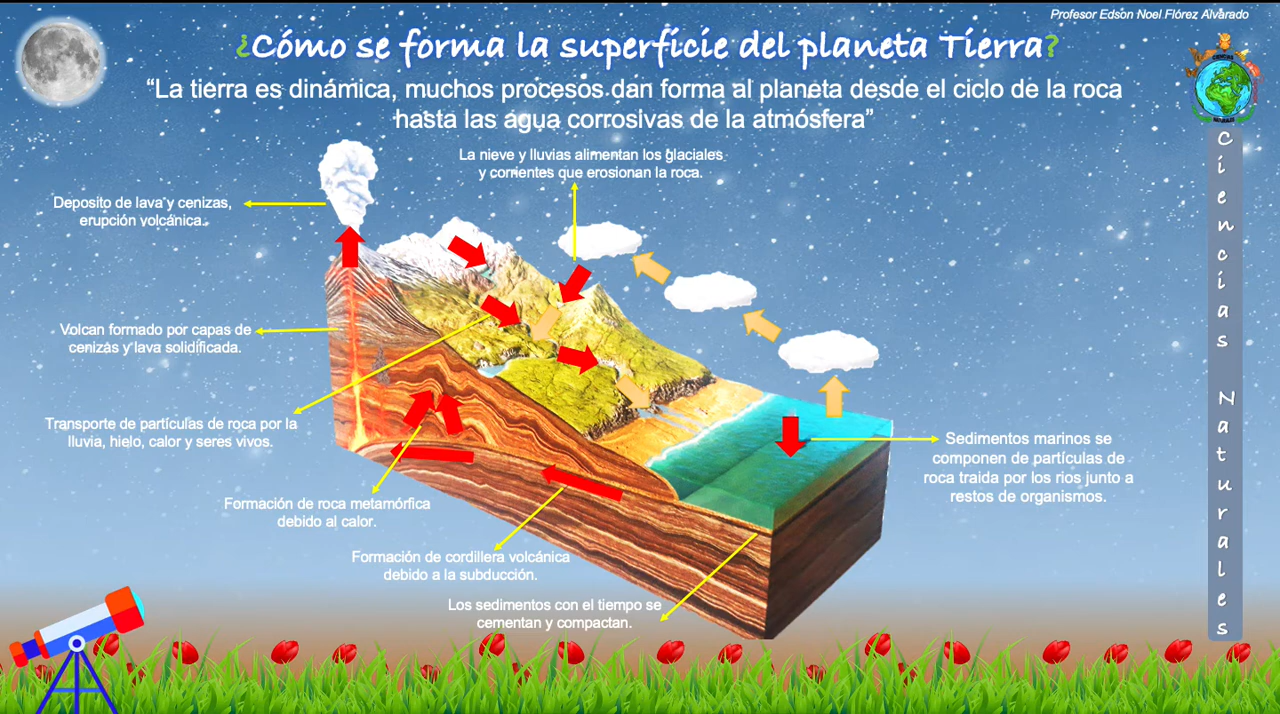 Profesor Edson Noel Flórez Alvarado
¿Cómo se forma la superficie del planeta Tierra?
“La tierra es dinámica, muchos procesos dan forma al planeta desde el ciclo de la roca
hasta las agua corrosivas de la atmósfera”
La nieve y lluvias alimentan los glaciales
y corrientes que erosionan la roca.
Deposito de lava y cenizas,
erupción volcánica.
Volcan formado por capas de
cenizas y lava solidificada.
Transporte de partículas de roca por la
lluvia, hielo, calor y seres vivos.
Formación de roca metamórfica
debido al calor.
Formación de cordillera volcánica
debido a la subducción.
Los sedimentos con el tiempo se
cementan y compactan.
Sedimentos marinos se
componen de partículas de
roca traida por los rios junto a
restos de organismos.
CIENCIAS
NATURALES
Ciencias Naturales